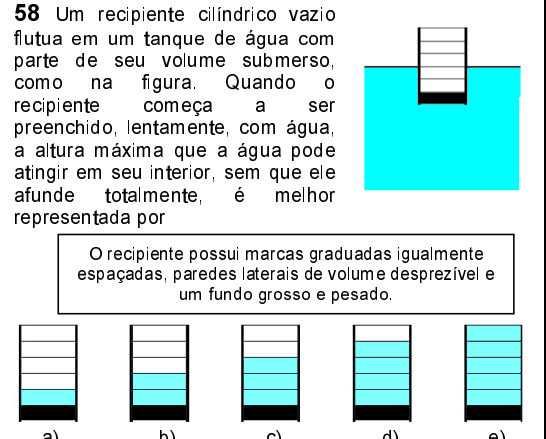 58 Um recipiente cilíndrico vazio
flutua em um tanque de água com
parte de seu volume submerso,
como na figura. Quando o
recipiente começa a ser
preenchido, lentamente, com água,
a altura máxima que a água pode
atingir em seu interior, sem que ele
afunde totalmente, é melhor
representada por
O recipiente possui marcas graduadas igualmente
espaçadas, paredes laterais de volume desprezível e
um fundo grosso e pesado.
a) b) c) d) e)